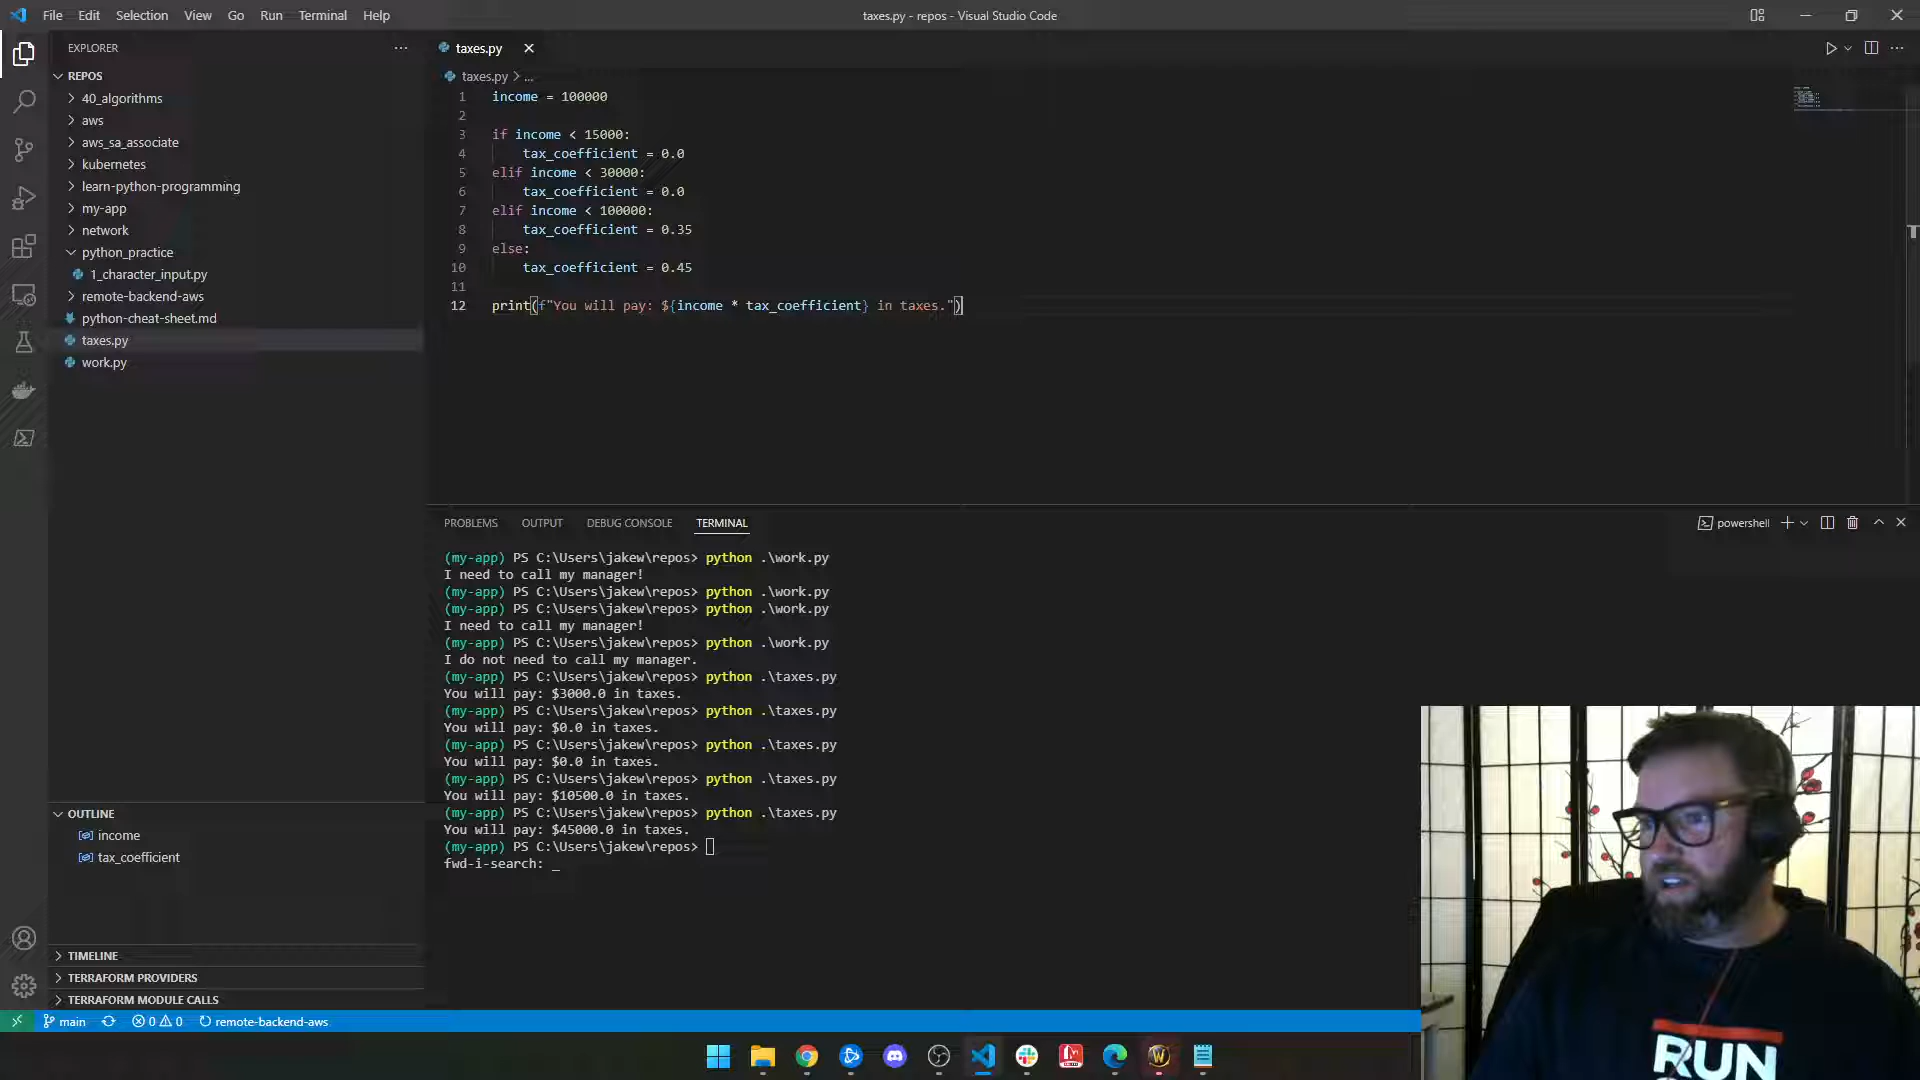 File Edit Selection View Go Run Terminal Help
taxes.py - repos - Visual Studio Code
EXPLORER
REPOS
40_algorithms
aws
aws_sa_associate
kubernetes
learn-python-programming
my-app
network
python_practice
1_character_input.py
remote-backend-aws
python-cheat-sheet.md
taxes.py
work.py
OUTLINE
income
tax_coefficient
TIMELINE
TERRAFORM PROVIDERS
TERRAFORM MODULE CALLS
taxes.py
taxes.py > ...
1 income = 100000
2
3 if income < 15000:
4 tax_coefficient = 0.0
5 elif income < 30000:
6 tax_coefficient = 0.0
7 elif income < 100000:
8 tax_coefficient = 0.35
9 else:
10 tax_coefficient = 0.45
11
12 print(f"You will pay: ${income * tax_coefficient} in taxes.")
PROBLEMS OUTPUT DEBUG CONSOLE TERMINAL
powershell
(my-app) PS C:\Users\jakew\repos> python .\work.py
I need to call my manager!
(my-app) PS C:\Users\jakew\repos> python .\work.py
(my-app) PS C:\Users\jakew\repos> python .\work.py
I need to call my manager!
(my-app) PS C:\Users\jakew\repos> python .\work.py
I do not need to call my manager.
(my-app) PS C:\Users\jakew\repos> python .\taxes.py
You will pay: $3000.0 in taxes.
(my-app) PS C:\Users\jakew\repos> python .\taxes.py
You will pay: $0.0 in taxes.
(my-app) PS C:\Users\jakew\repos> python .\taxes.py
You will pay: $0.0 in taxes.
(my-app) PS C:\Users\jakew\repos> python .\taxes.py
You will pay: $10500.0 in taxes.
(my-app) PS C:\Users\jakew\repos> python .\taxes.py
You will pay: $45000.0 in taxes.
(my-app) PS C:\Users\jakew\repos>
fwd-i-search: _
main 0 0 remote-backend-aws
RUN